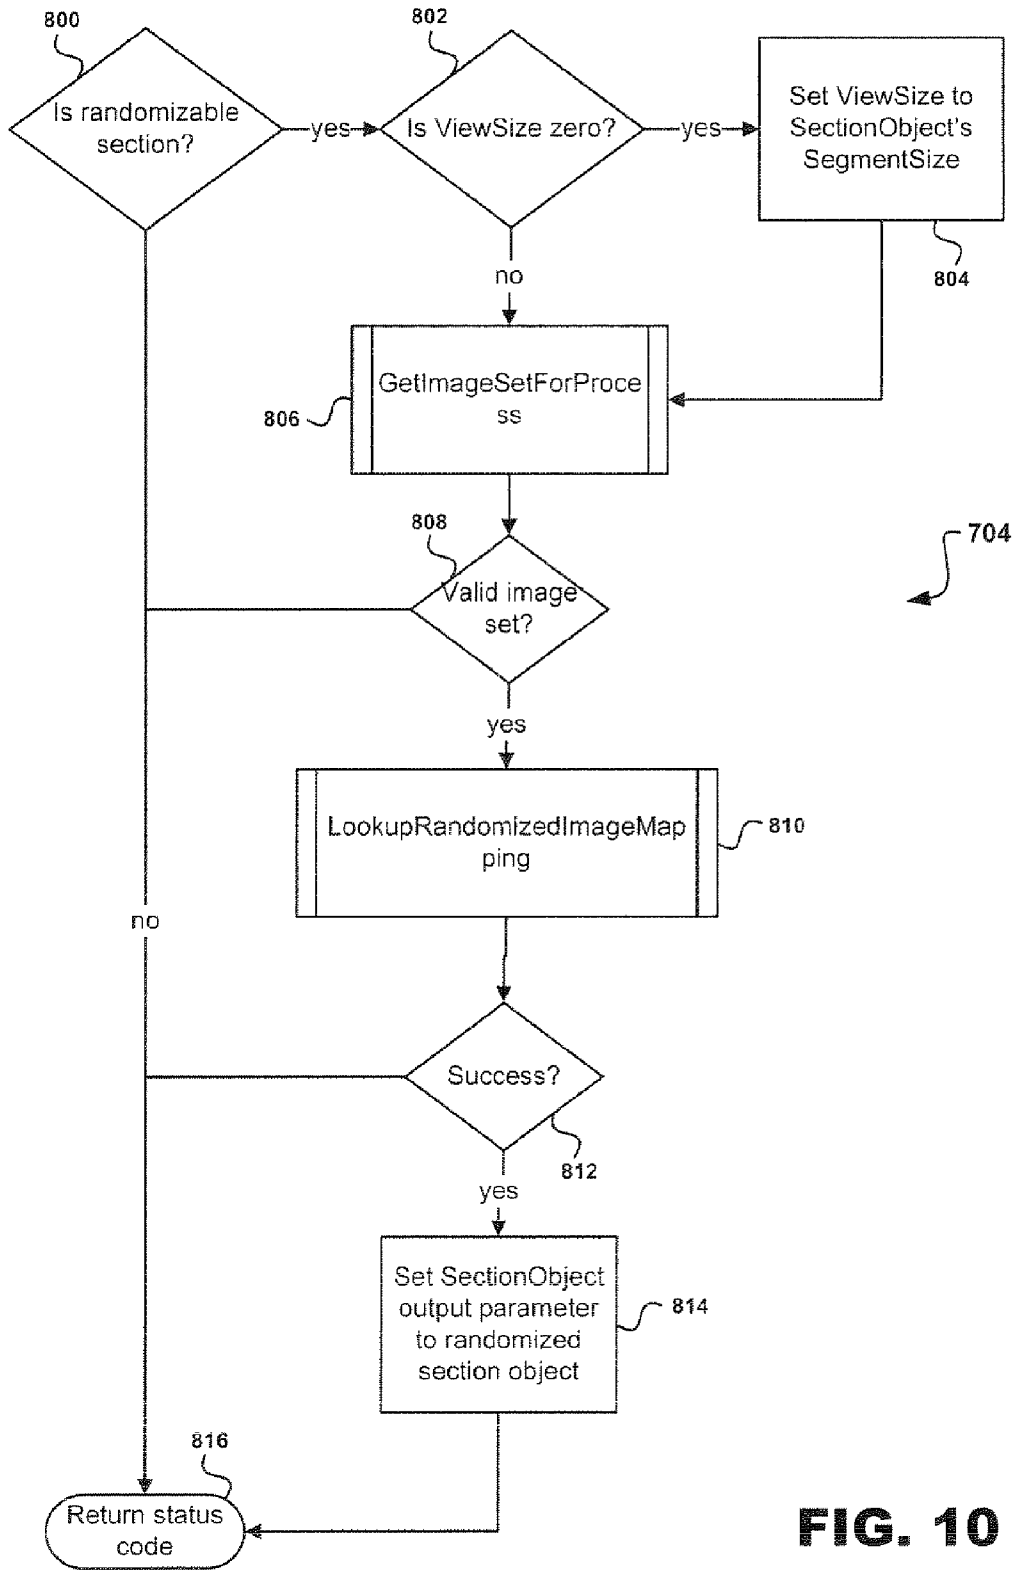 800
Is randomizable
section?
yes
802
Is ViewSize zero?
yes
Set ViewSize to
SectionObject's
SegmentSize
804
no
GetImageSetForProce
ss
806
808
Valid image
set?
704
yes
LookupRandomizedImageMap
ping
810
no
Success?
812
yes
Set SectionObject
output parameter
to randomized
section object
814
816
Return status
code
FIG. 10